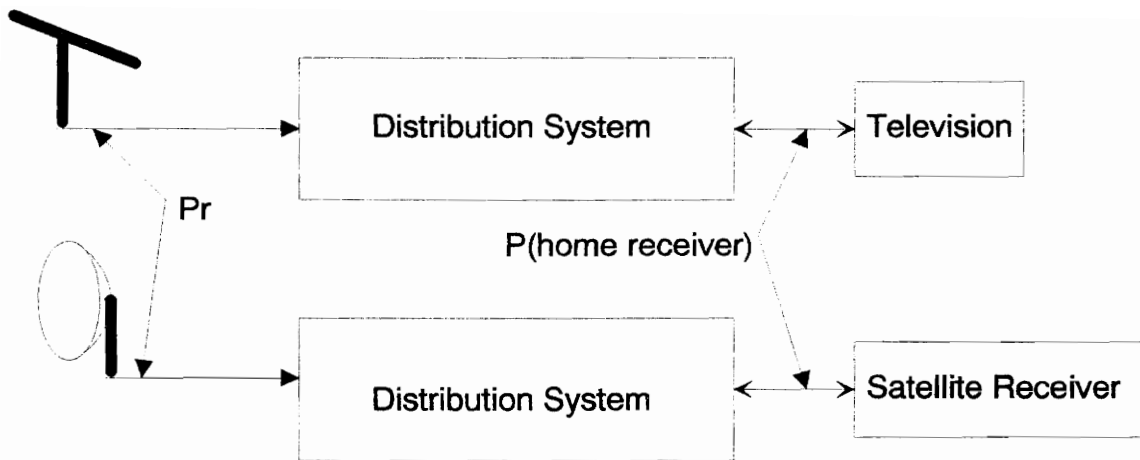 Distribution System
Television
Pr
P(home receiver)
Distribution System
Satellite Receiver